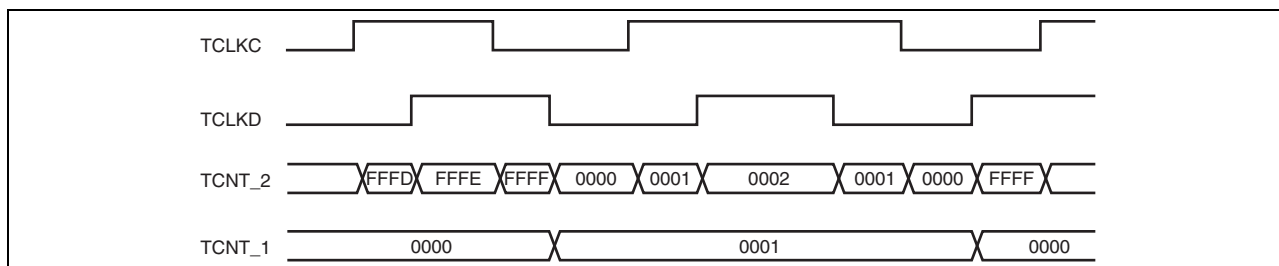 TCLKC
TCLKD
TCNT_2 FFFD FFFE FFFF 0000 0001 0002 0001 0000 FFFF
TCNT_1 0000 0001 0000